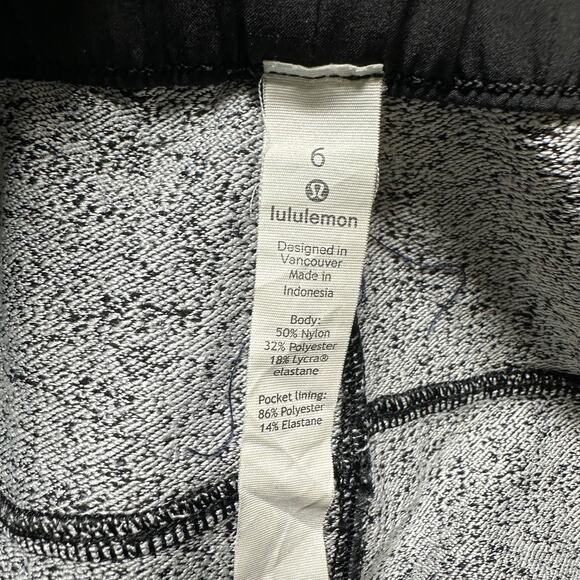 6
lululemon
Designed in
Vancouver
Made in
Indonesia
Body:
50% Nylon
32% Polyester
18% Lycra®
elastane
Pocket lining:
86% Polyester
14% Elastane